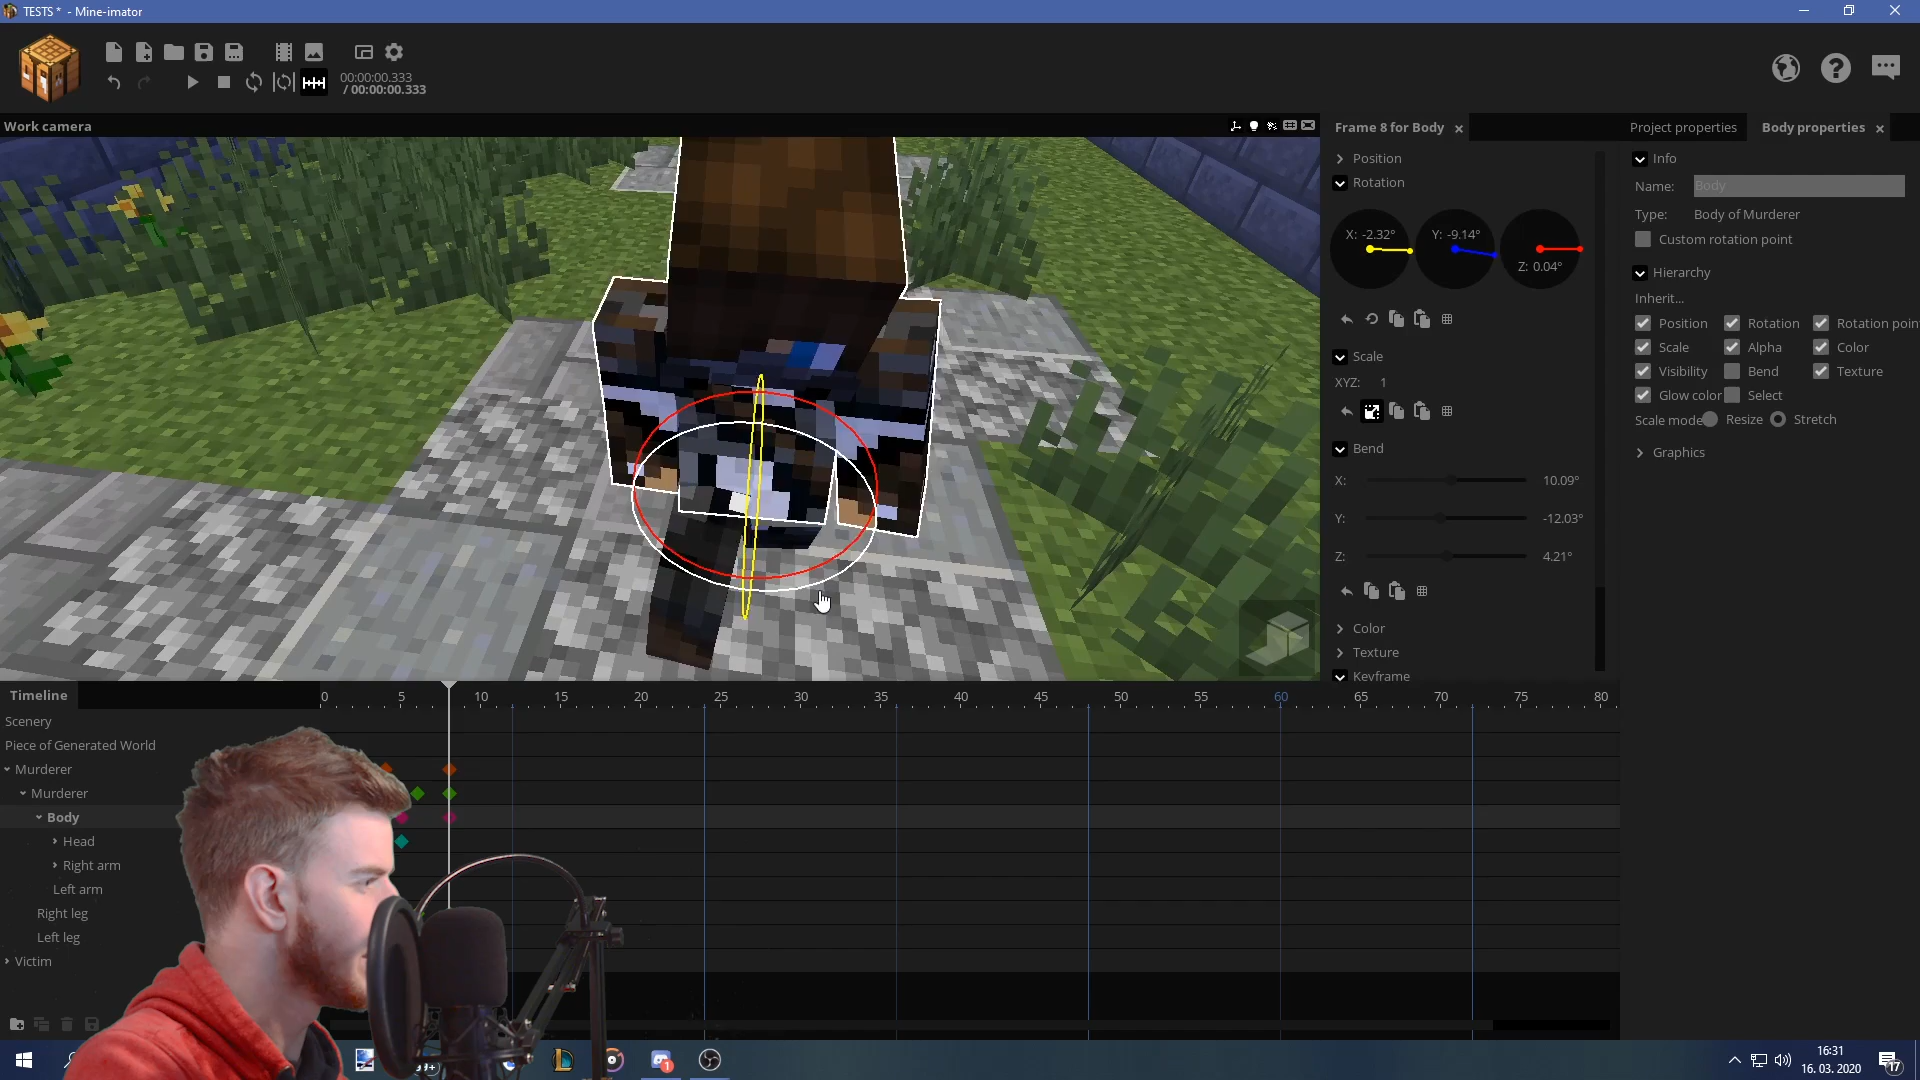 TESTS * - Mine-imator
00:00:00.333
/ 00:00:00.333
Work camera
Frame 8 for Body
Project properties
Body properties
Position
Rotation
X: -2.32°
Y: -9.14°
Z: 0.04°
Scale
XYZ: 1
Bend
X: 10.09°
Y: -12.03°
Z: 4.21°
Color
Texture
Keyframe
Info
Name: Body
Type: Body of Murderer
Custom rotation point
Hierarchy
Inherit...
Position Rotation Rotation poin
Scale Alpha Color
Visibility Bend Texture
Glow color Select
Scale mode Resize Stretch
Graphics
Timeline
0 5 10 15 20 25 30 35 40 45 50 55 60 65 70 75 80
Scenery
Piece of Generated World
Murderer
Murderer
Body
Head
Right arm
Left arm
Right leg
Left leg
Victim
16:31
16. 03. 2020
17
1